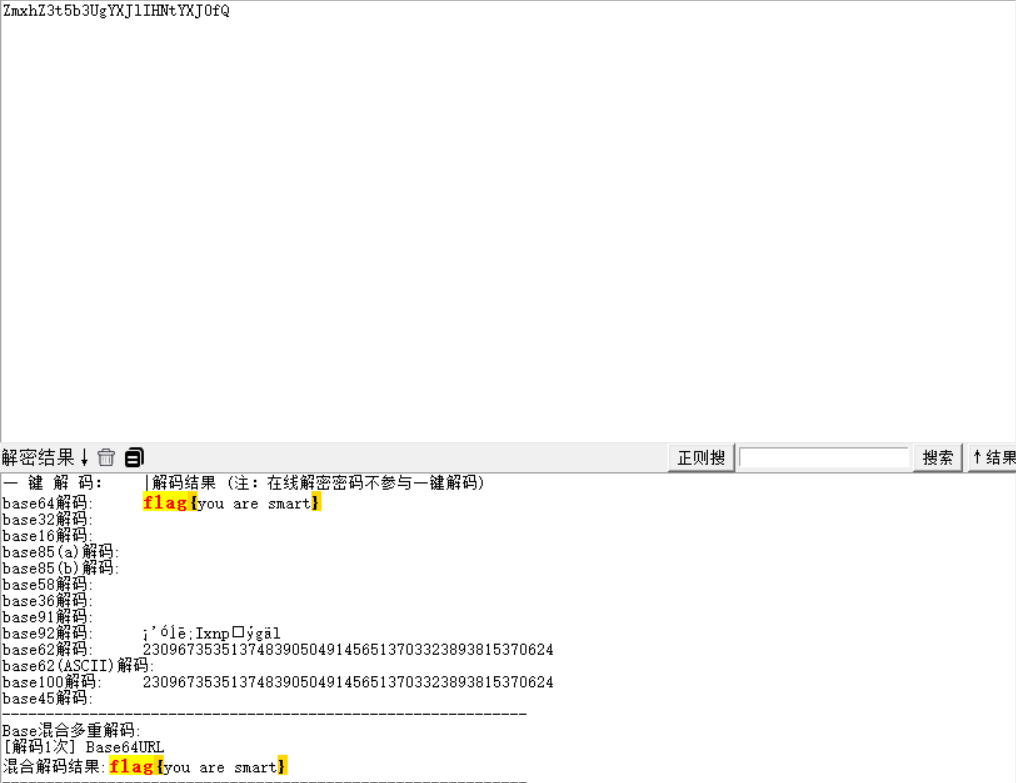 ZmxhZ3t5b3UgYXJlIHNtYXJ0fQ
解密结果↓ 正则搜 搜索 ↑结果
一 键 解 码: |解码结果 (注: 在线解密密码不参与一键解码)
base64解码: flag{you are smart}
base32解码:
base16解码:
base85(a)解码:
base85(b)解码:
base58解码:
base36解码:
base91解码:
base92解码:
base62解码: 23096735351374839050491456513703323893815370624
base62(ASCII)解码:
base100解码: 23096735351374839050491456513703323893815370624
base45解码:
------------------------------------------------------------
Base混合多重解码:
[解码1次] Base64URL
混合解码结果:flag{you are smart}
------------------------------------------------------------